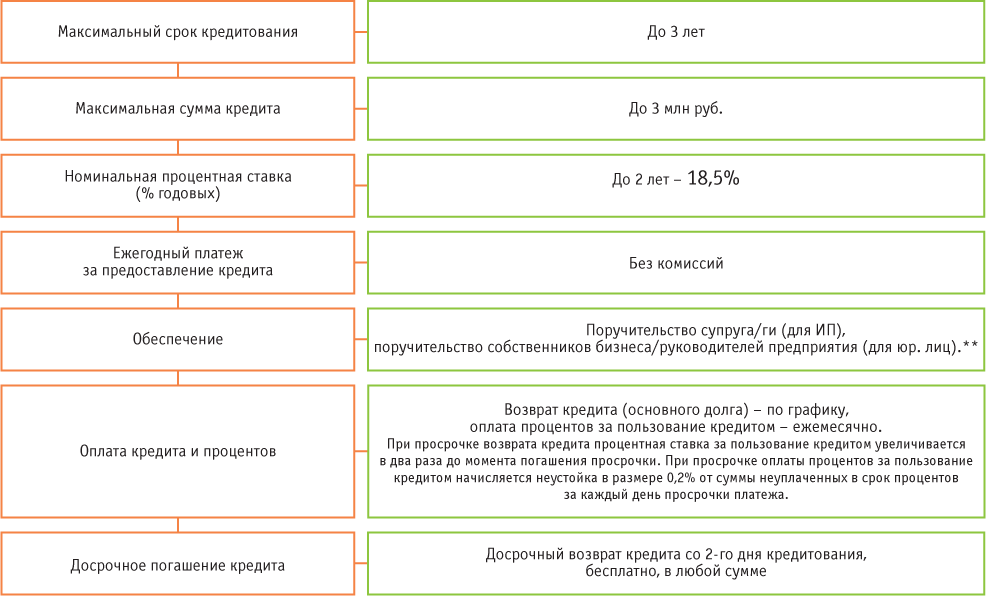 Максимальный срок кредитования
До 3 лет
Максимальная сумма кредита
До 3 млн руб.
Номинальная процентная ставка
(% годовых)
До 2 лет – 18,5%
Ежегодный платеж
за предоставление кредита
Без комиссий
Обеспечение
Поручительство супруга/ги (для ИП),
поручительство собственников бизнеса/руководителей предприятия (для юр. лиц).**
Оплата кредита и процентов
Возврат кредита (основного долга) – по графику,
оплата процентов за пользование кредитом – ежемесячно.
При просрочке возврата кредита процентная ставка за пользование кредитом увеличивается
в два раза до момента погашения просрочки. При просрочке оплаты процентов за пользование
кредитом начисляется неустойка в размере 0,2% от суммы неуплаченных в срок процентов
за каждый день просрочки платежа.
Досрочное погашение кредита
Досрочный возврат кредита со 2-го дня кредитования,
бесплатно, в любой сумме